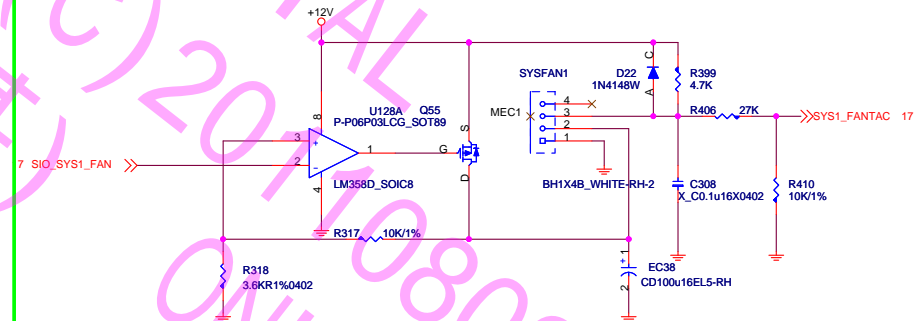 +12V
SYSFAN1
D22
1N4148W
C
A
R399
4.7K
U128A
Q55
P-P06P03LCG_SOT89
MEC1
4
3
2
1
R406
27K
SYS1_FANTAC 17
8
3
+
2
-
1
4
G
S
D
7 SIO_SYS1_FAN
LM358D_SOIC8
BH1X4B_WHITE-RH-2
C308
X_C0.1u16X0402
R410
10K/1%
R317
10K/1%
R318
3.6KR1%0402
+
1
2
EC38
CD100u16EL5-RH